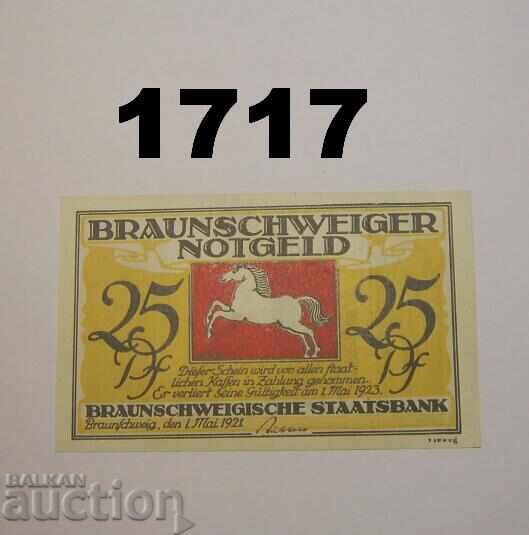 1717
BRAUNSCHWEIGER
NOTGELD
25 Pf
25 Pf
Dieser Schein wird von allen staat-
lichen Kassen in Zahlung genommen.
Er verliert seine Gültigkeit am 1. Mai 1923.
BRAUNSCHWEIGISCHE STAATSBANK
Braunschweig, den 1. Mai. 1921.
BALKAN
auction